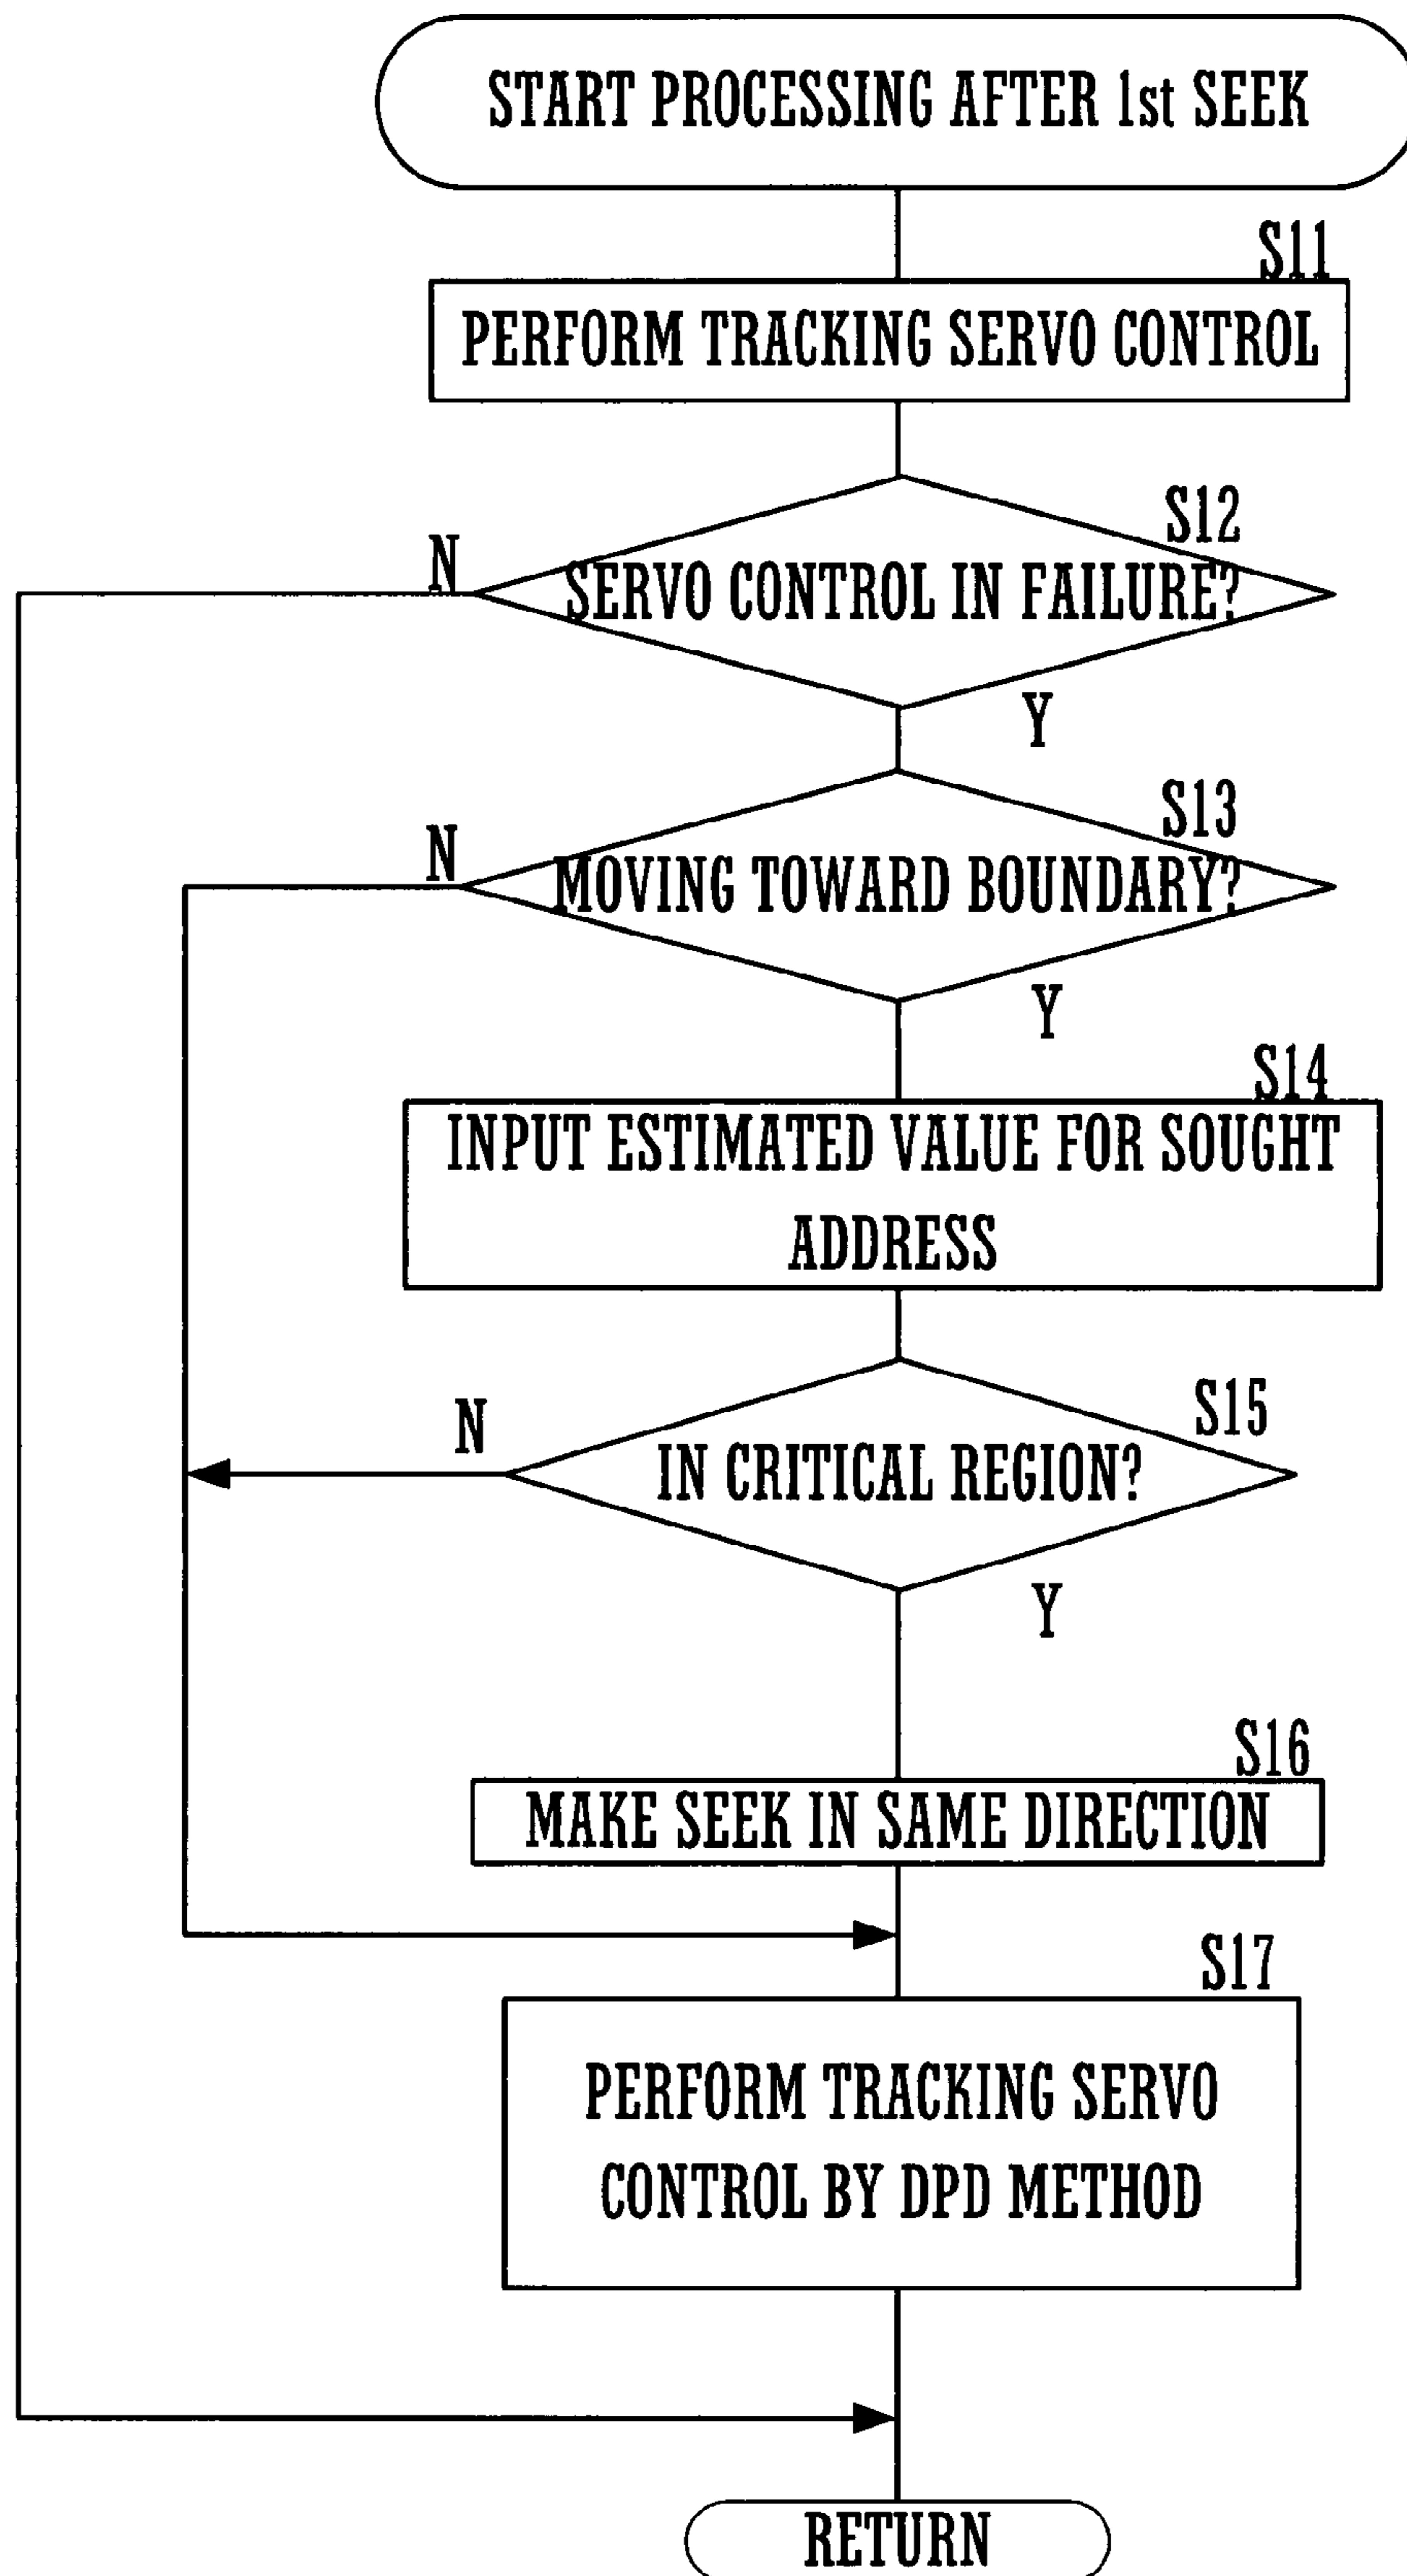 START PROCESSING AFTER 1st SEEK
S11
PERFORM TRACKING SERVO CONTROL
S12
N
SERVO CONTROL IN FAILURE?
Y
S13
N
MOVING TOWARD BOUNDARY?
Y
S14
INPUT ESTIMATED VALUE FOR SOUGHT
ADDRESS
S15
N
IN CRITICAL REGION?
Y
S16
MAKE SEEK IN SAME DIRECTION
S17
PERFORM TRACKING SERVO
CONTROL BY DPD METHOD
RETURN